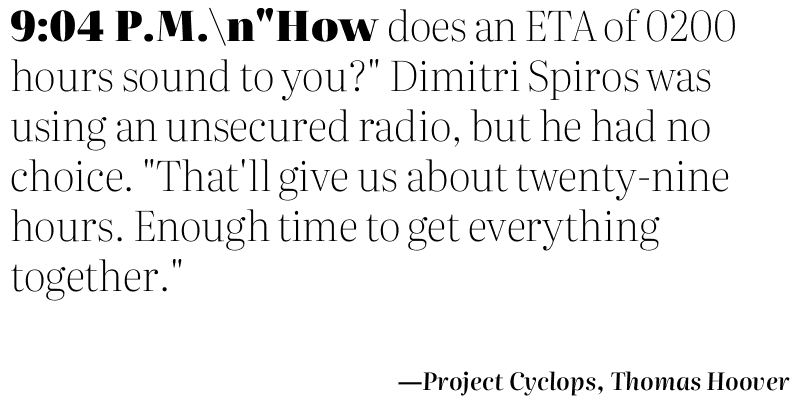 9:04 P.M.\n"How does an ETA of 0200
hours sound to you?" Dimitri Spiros was
using an unsecured radio, but he had no
choice. "That'll give us about twenty-nine
hours. Enough time to get everything
together."
—Project Cyclops, Thomas Hoover